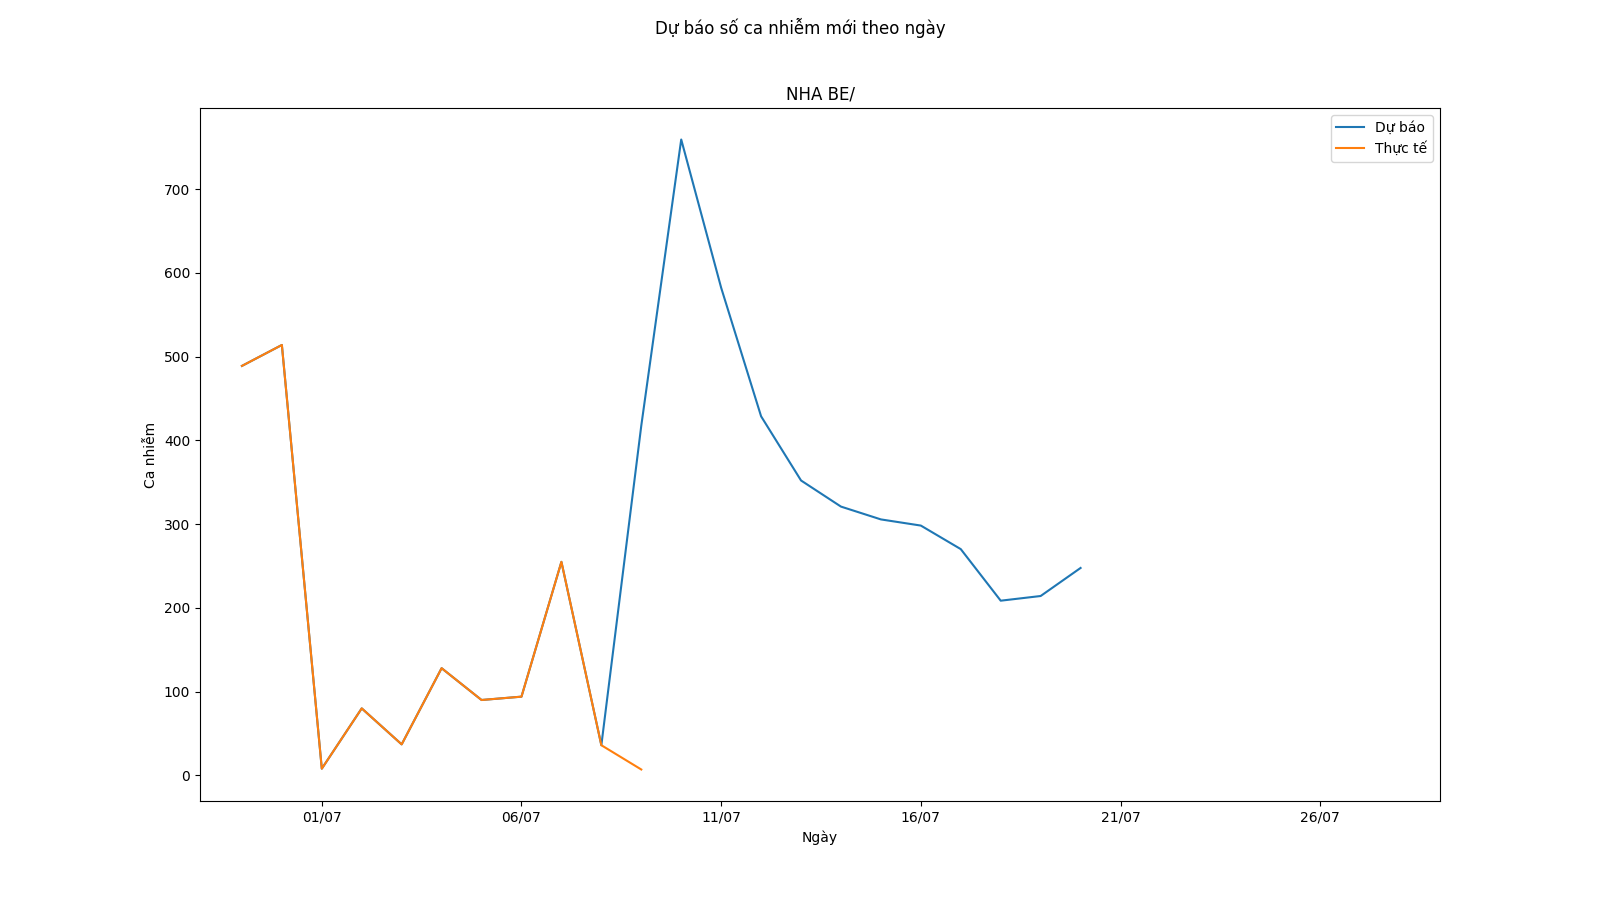 Dự báo số ca nhiễm mới theo ngày
NHA BE/
Dự báo
Thực tế
700
600
500
400
300
200
100
0
Ca nhiễm
01/07
06/07
11/07
16/07
21/07
26/07
Ngày